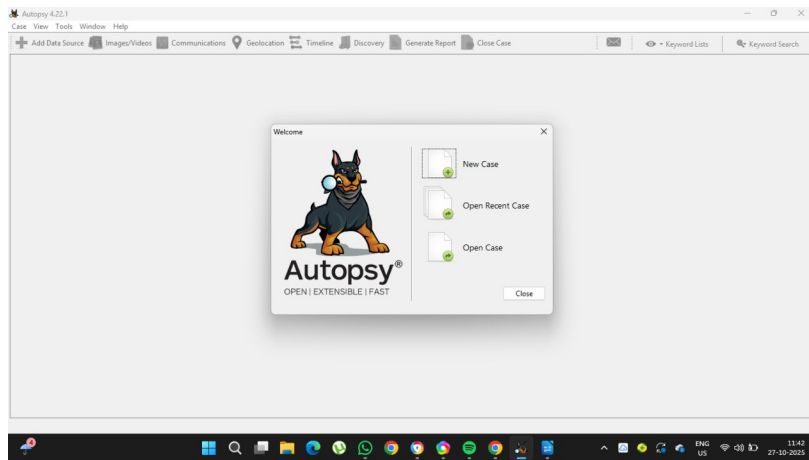 Autopsy 4.22.1
Case View Tools Window Help
Add Data Source Images/Videos Communications Geolocation Timeline Discovery Generate Report Close Case Keyword Lists Keyword Search
Welcome
New Case
Open Recent Case
Open Case
Autopsy®
OPEN | EXTENSIBLE | FAST
Close
4
ENG
US
11:42
27-10-2025